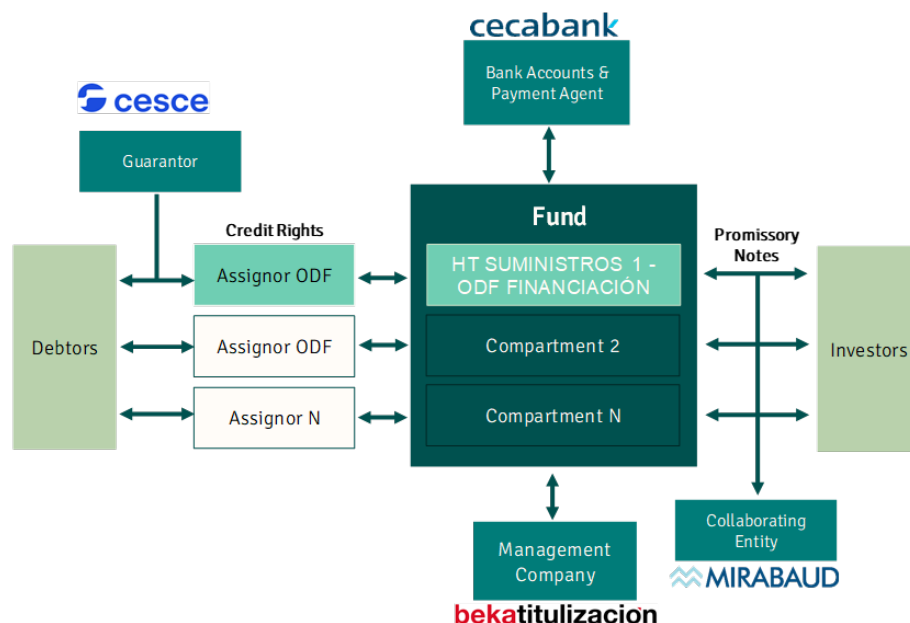 cecabank
Bank Accounts &
Payment Agent
cesce
Guarantor
Fund
Credit Rights
Promissory
Notes
Assignor ODF
HT SUMINISTROS 1 -
ODF FINANCIACIÓN
Debtors
Assignor ODF
Compartment 2
Investors
Assignor N
Compartment N
Management
Company
bekatitulización
Collaborating
Entity
MIRABAUD